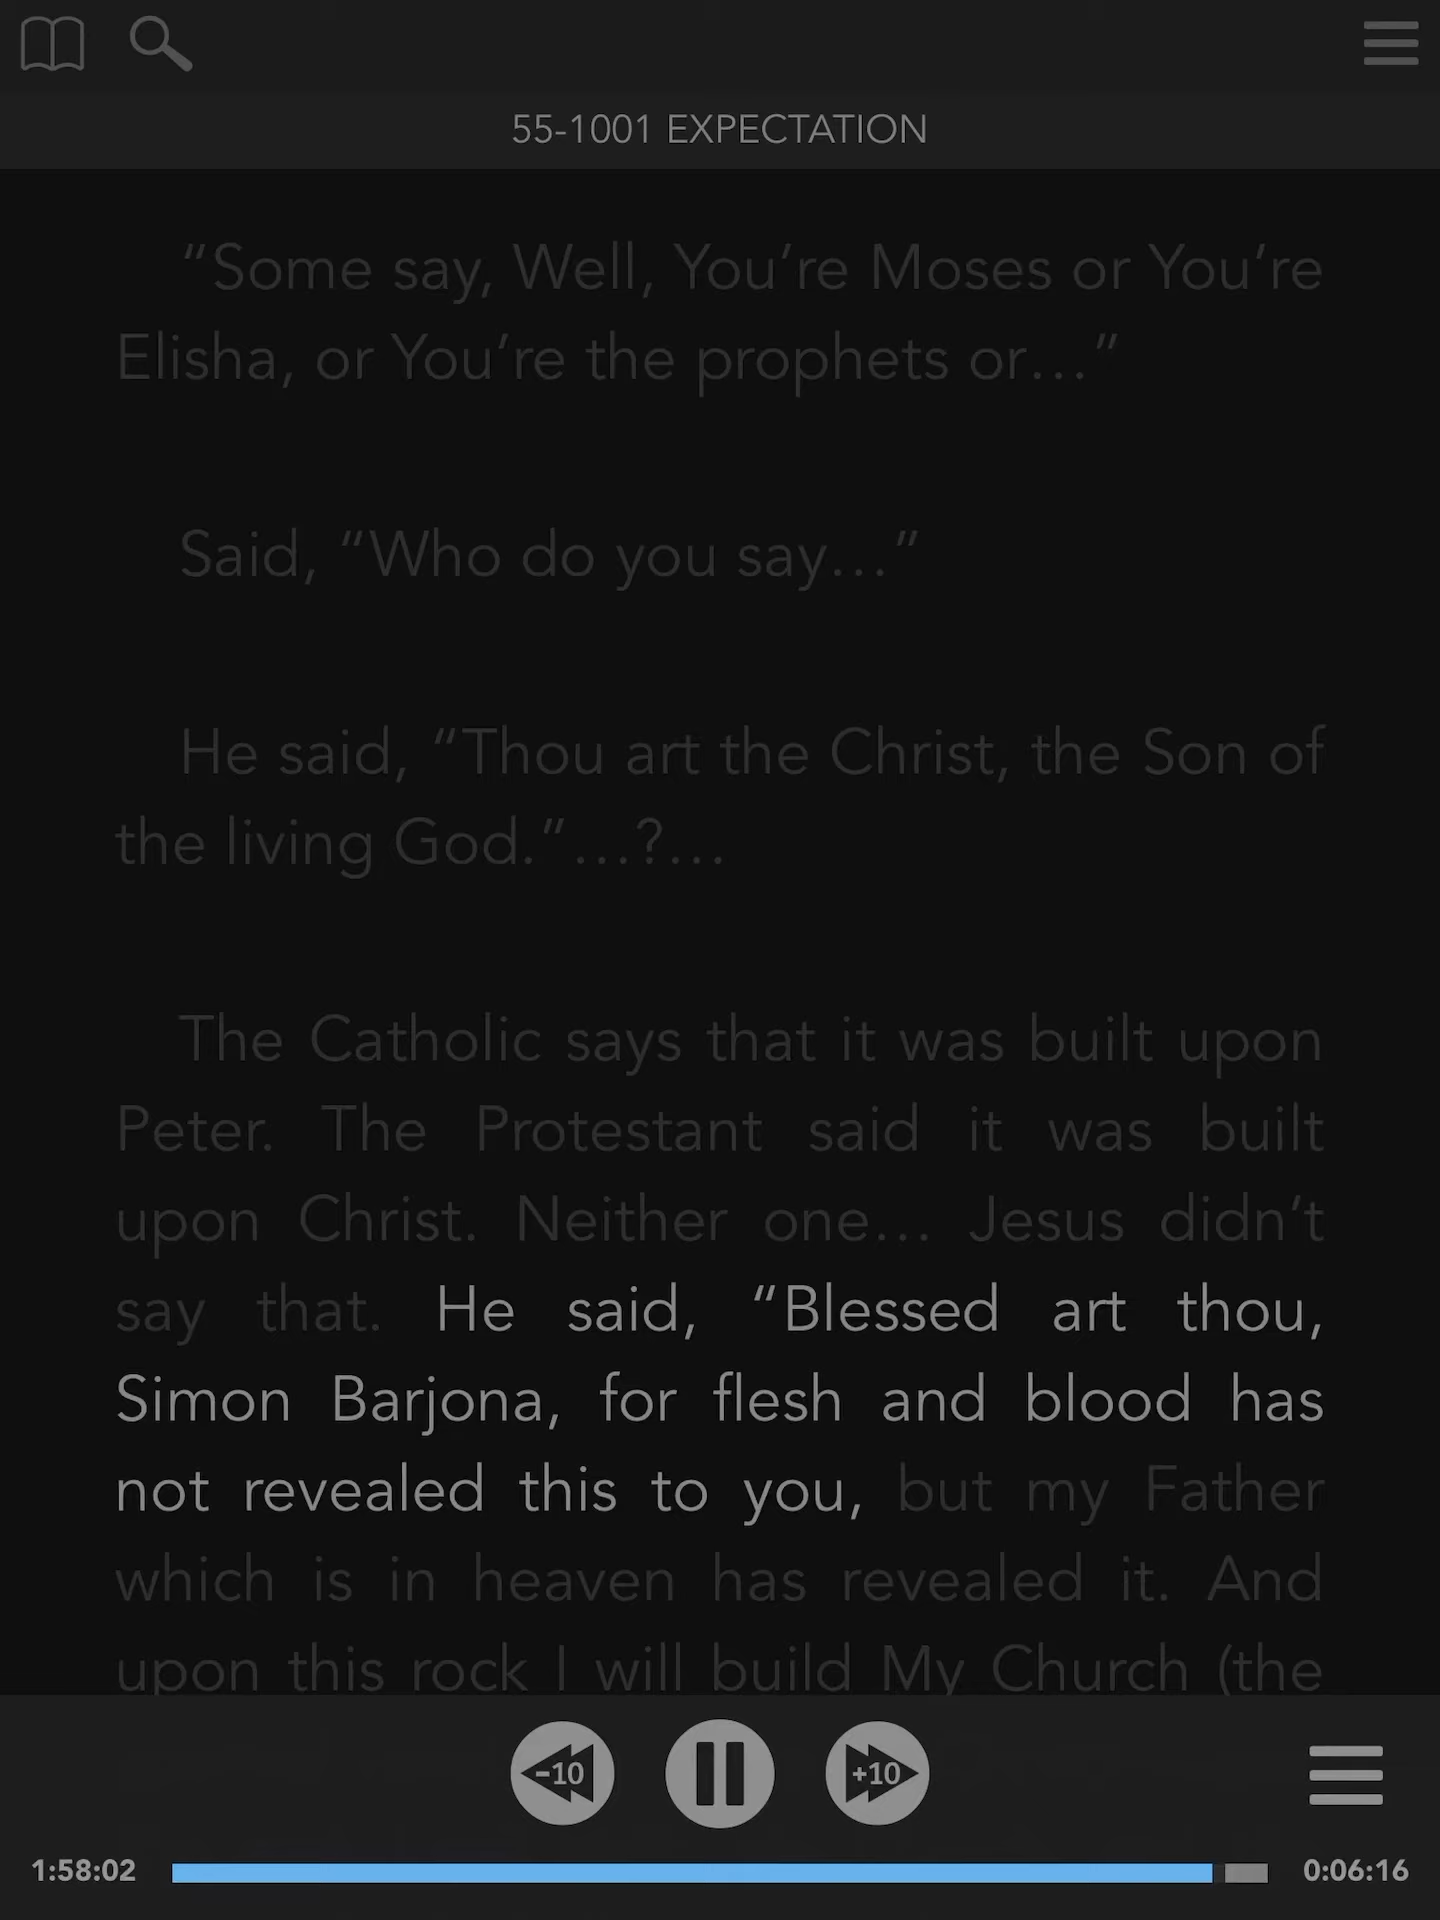 55-1001 EXPECTATION
“Some say, Well, You’re Moses or You’re
Elisha, or You’re the prophets or…”
Said, “Who do you say…”
He said, “Thou art the Christ, the Son of
the living God.”…?…
The Catholic says that it was built upon
Peter. The Protestant said it was built
upon Christ. Neither one… Jesus didn’t
say that. He said, “Blessed art thou,
Simon Barjona, for flesh and blood has
not revealed this to you, but my Father
which is in heaven has revealed it. And
upon this rock I will build My Church (the
-10 +10
1:58:02 0:06:16